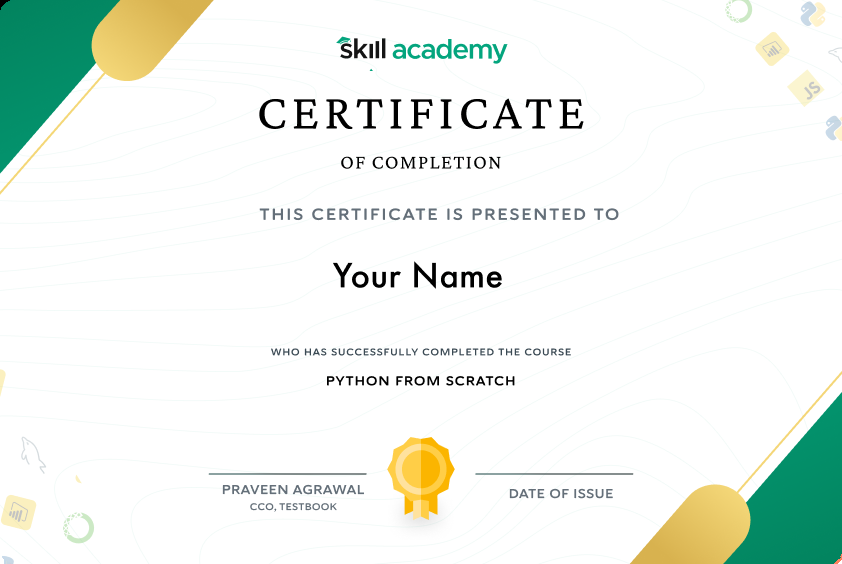 skill academy
CERTIFICATE
OF COMPLETION
THIS CERTIFICATE IS PRESENTED TO
Your Name
WHO HAS SUCCESSFULLY COMPLETED THE COURSE
PYTHON FROM SCRATCH
PRAVEEN AGRAWAL
CCO, TESTBOOK
DATE OF ISSUE
JS